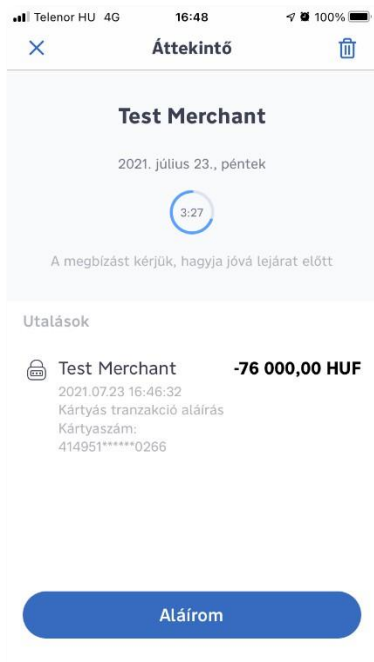 Telenor HU 4G 16:48 100%
Áttekintő
Test Merchant
2021. július 23., péntek
3:27
A megbízást kérjük, hagyja jóvá lejárat előtt
Utalások
Test Merchant -76 000,00 HUF
2021.07.23 16:46:32
Kártyás tranzakció aláírás
Kártyaszám:
414951******0266
Aláírom